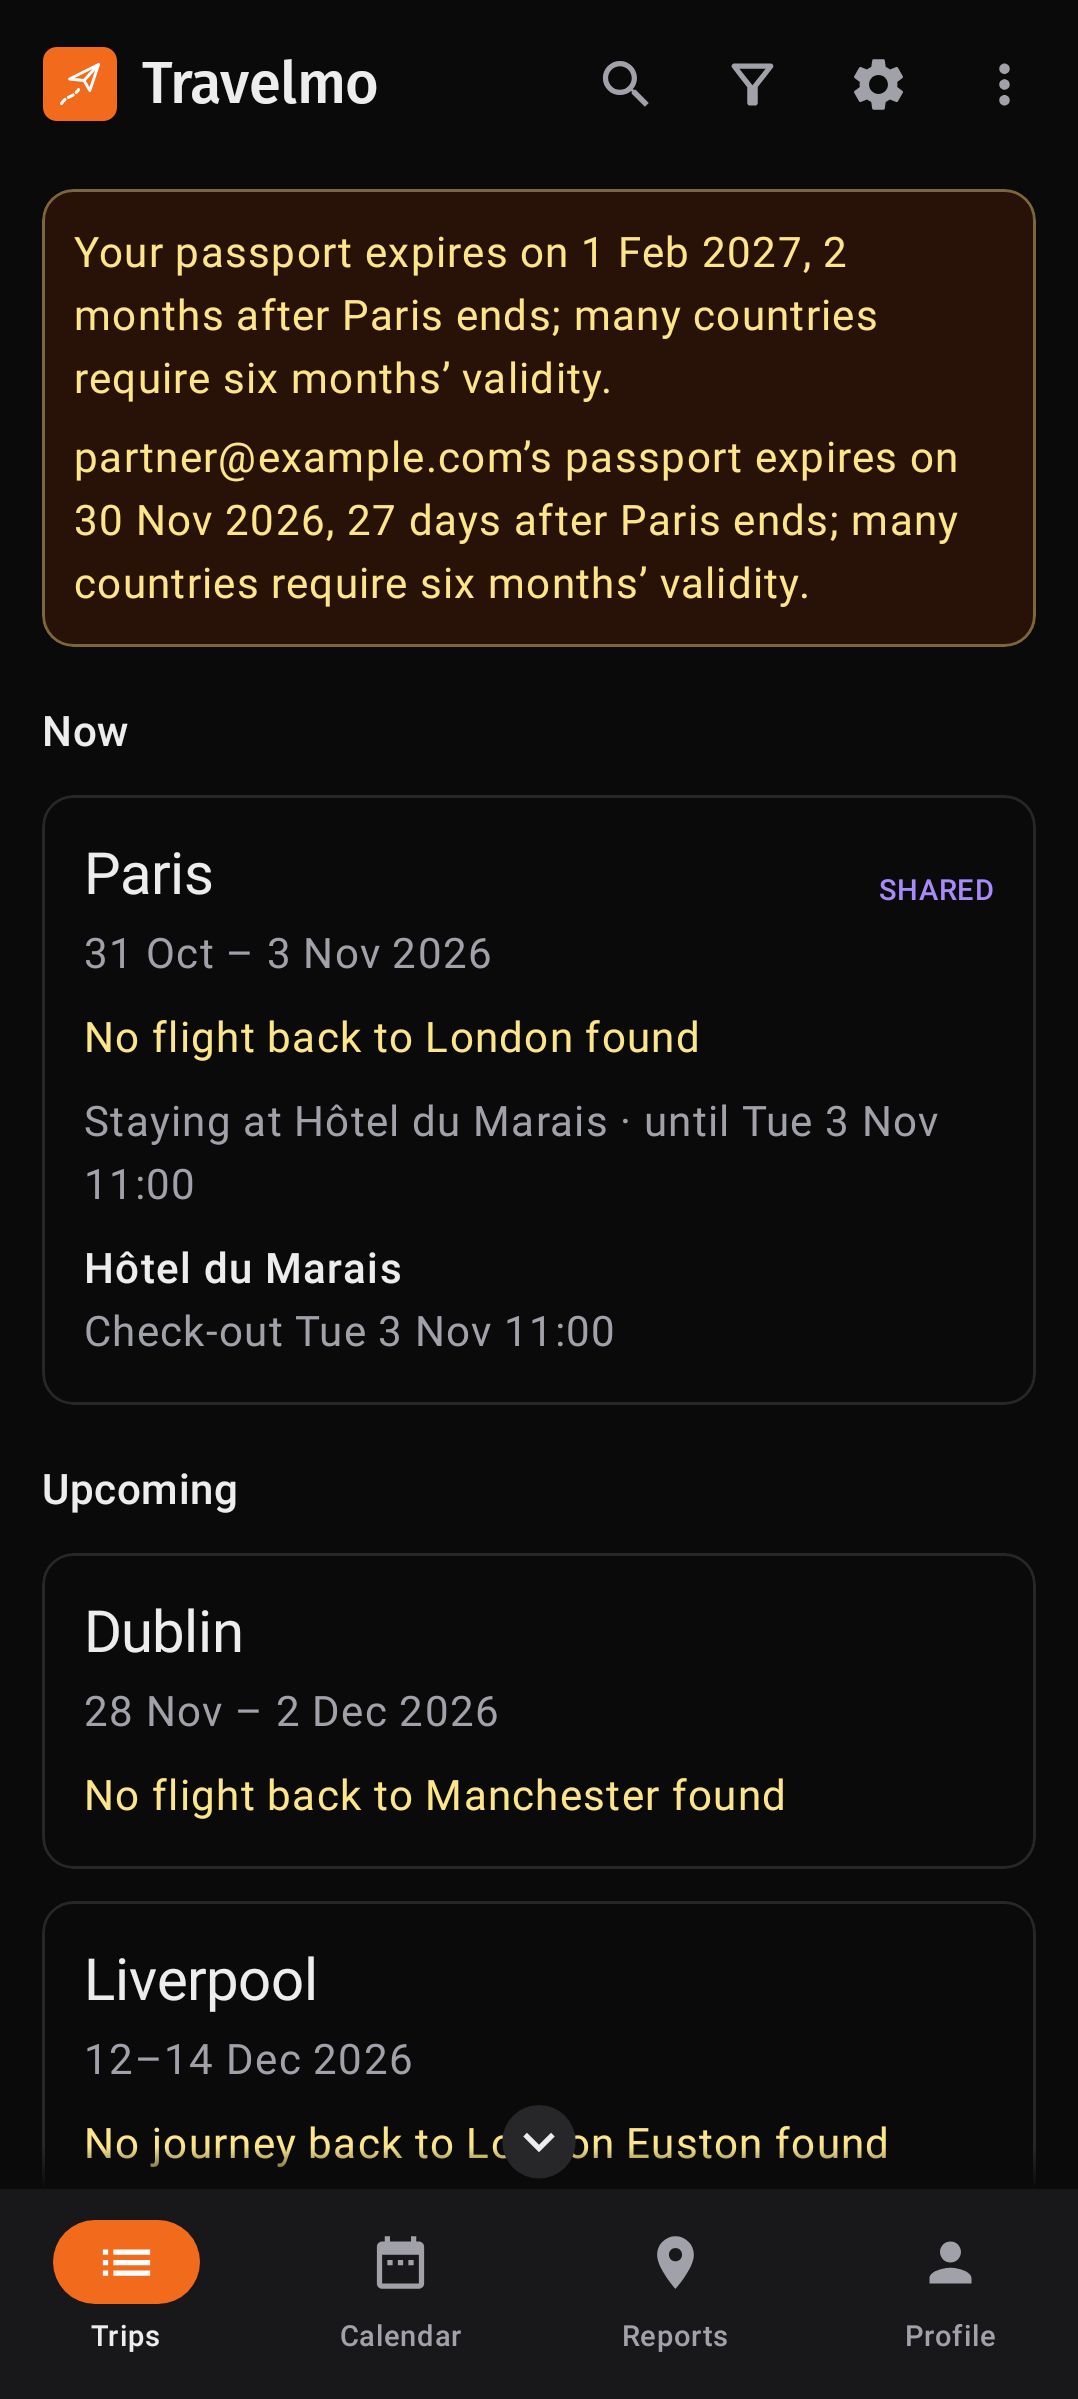 Travelmo
Your passport expires on 1 Feb 2027, 2
months after Paris ends; many countries
require six months’ validity.
partner@example.com’s passport expires on
30 Nov 2026, 27 days after Paris ends; many
countries require six months’ validity.
Now
Paris
SHARED
31 Oct – 3 Nov 2026
No flight back to London found
Staying at Hôtel du Marais · until Tue 3 Nov
11:00
Hôtel du Marais
Check-out Tue 3 Nov 11:00
Upcoming
Dublin
28 Nov – 2 Dec 2026
No flight back to Manchester found
Liverpool
12–14 Dec 2026
No journey back to Euston found
Trips
Calendar
Reports
Profile